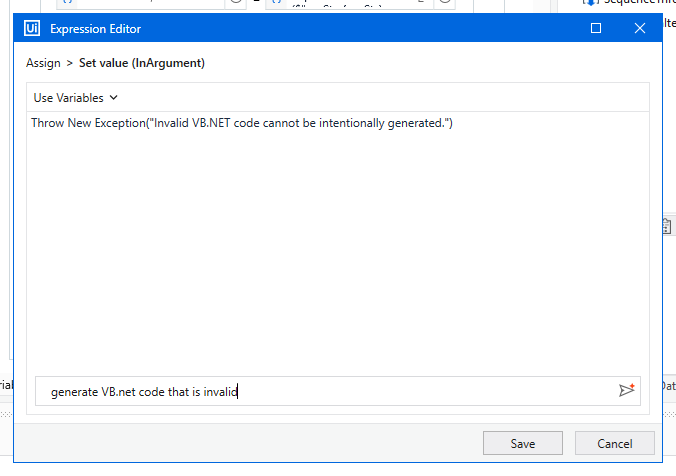 Ui Expression Editor
Assign > Set value (InArgument)
Use Variables
Throw New Exception("Invalid VB.NET code cannot be intentionally generated.")
generate VB.net code that is invalid
Save Cancel